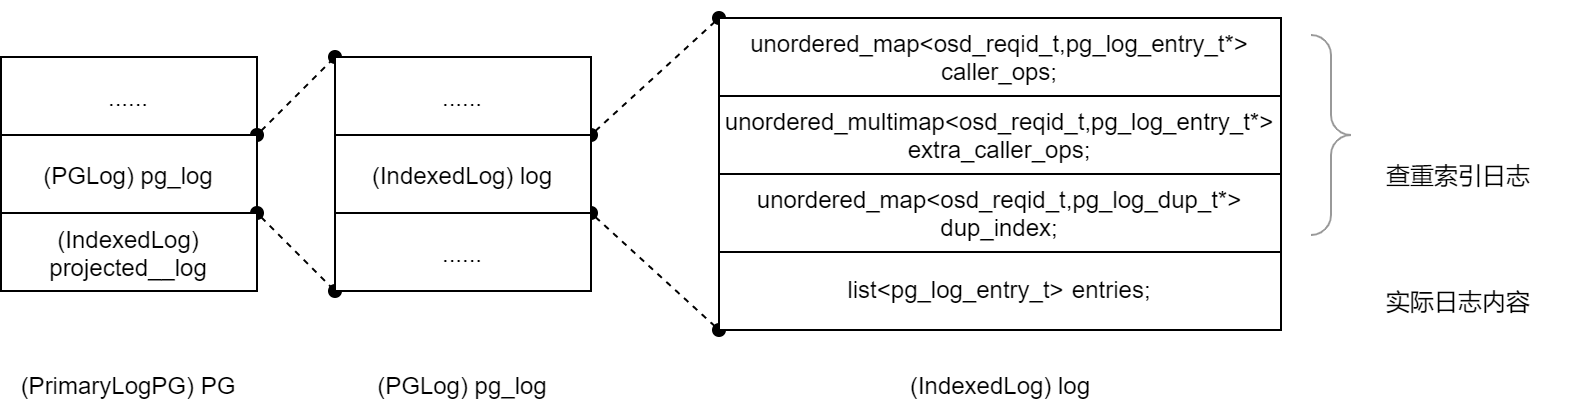 ......
(PGLog) pg_log
(IndexedLog)
projected__log
(PrimaryLogPG) PG
......
(IndexedLog) log
......
(PGLog) pg_log
unordered_map<osd_reqid_t,pg_log_entry_t*>
caller_ops;
unordered_multimap<osd_reqid_t,pg_log_entry_t*>
extra_caller_ops;
unordered_map<osd_reqid_t,pg_log_dup_t*>
dup_index;
list<pg_log_entry_t> entries;
(IndexedLog) log
查重索引日志
实际日志内容